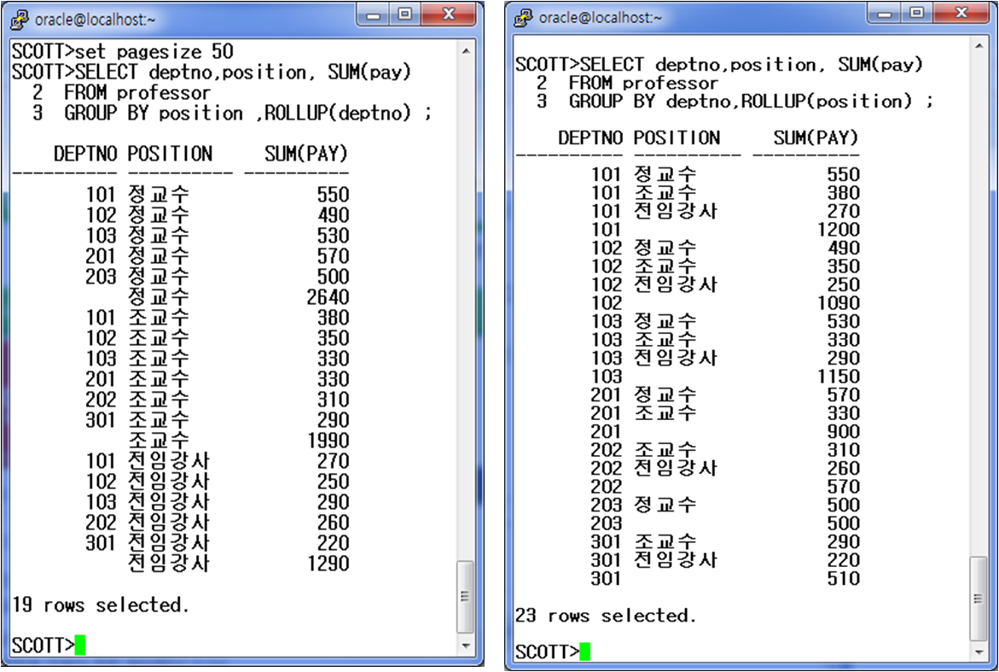 oracle@localhost:~
SCOTT>set pagesize 50
SCOTT>SELECT deptno,position, SUM(pay)
2 FROM professor
3 GROUP BY position ,ROLLUP(deptno) ;
DEPTNO POSITION SUM(PAY)
---------- ---------- ----------
101 정교수 550
102 정교수 490
103 정교수 530
201 정교수 570
203 정교수 500
정교수 2640
101 조교수 380
102 조교수 350
103 조교수 330
201 조교수 330
202 조교수 310
301 조교수 290
조교수 1990
101 전임강사 270
102 전임강사 250
103 전임강사 290
202 전임강사 260
301 전임강사 220
전임강사 1290
19 rows selected.
SCOTT>
oracle@localhost:~
SCOTT>SELECT deptno,position, SUM(pay)
2 FROM professor
3 GROUP BY deptno,ROLLUP(position) ;
DEPTNO POSITION SUM(PAY)
---------- ---------- ----------
101 정교수 550
101 조교수 380
101 전임강사 270
101 1200
102 정교수 490
102 조교수 350
102 전임강사 250
102 1090
103 정교수 530
103 조교수 330
103 전임강사 290
103 1150
201 정교수 570
201 조교수 330
201 900
202 조교수 310
202 전임강사 260
202 570
203 정교수 500
203 500
301 조교수 290
301 전임강사 220
301 510
23 rows selected.
SCOTT>